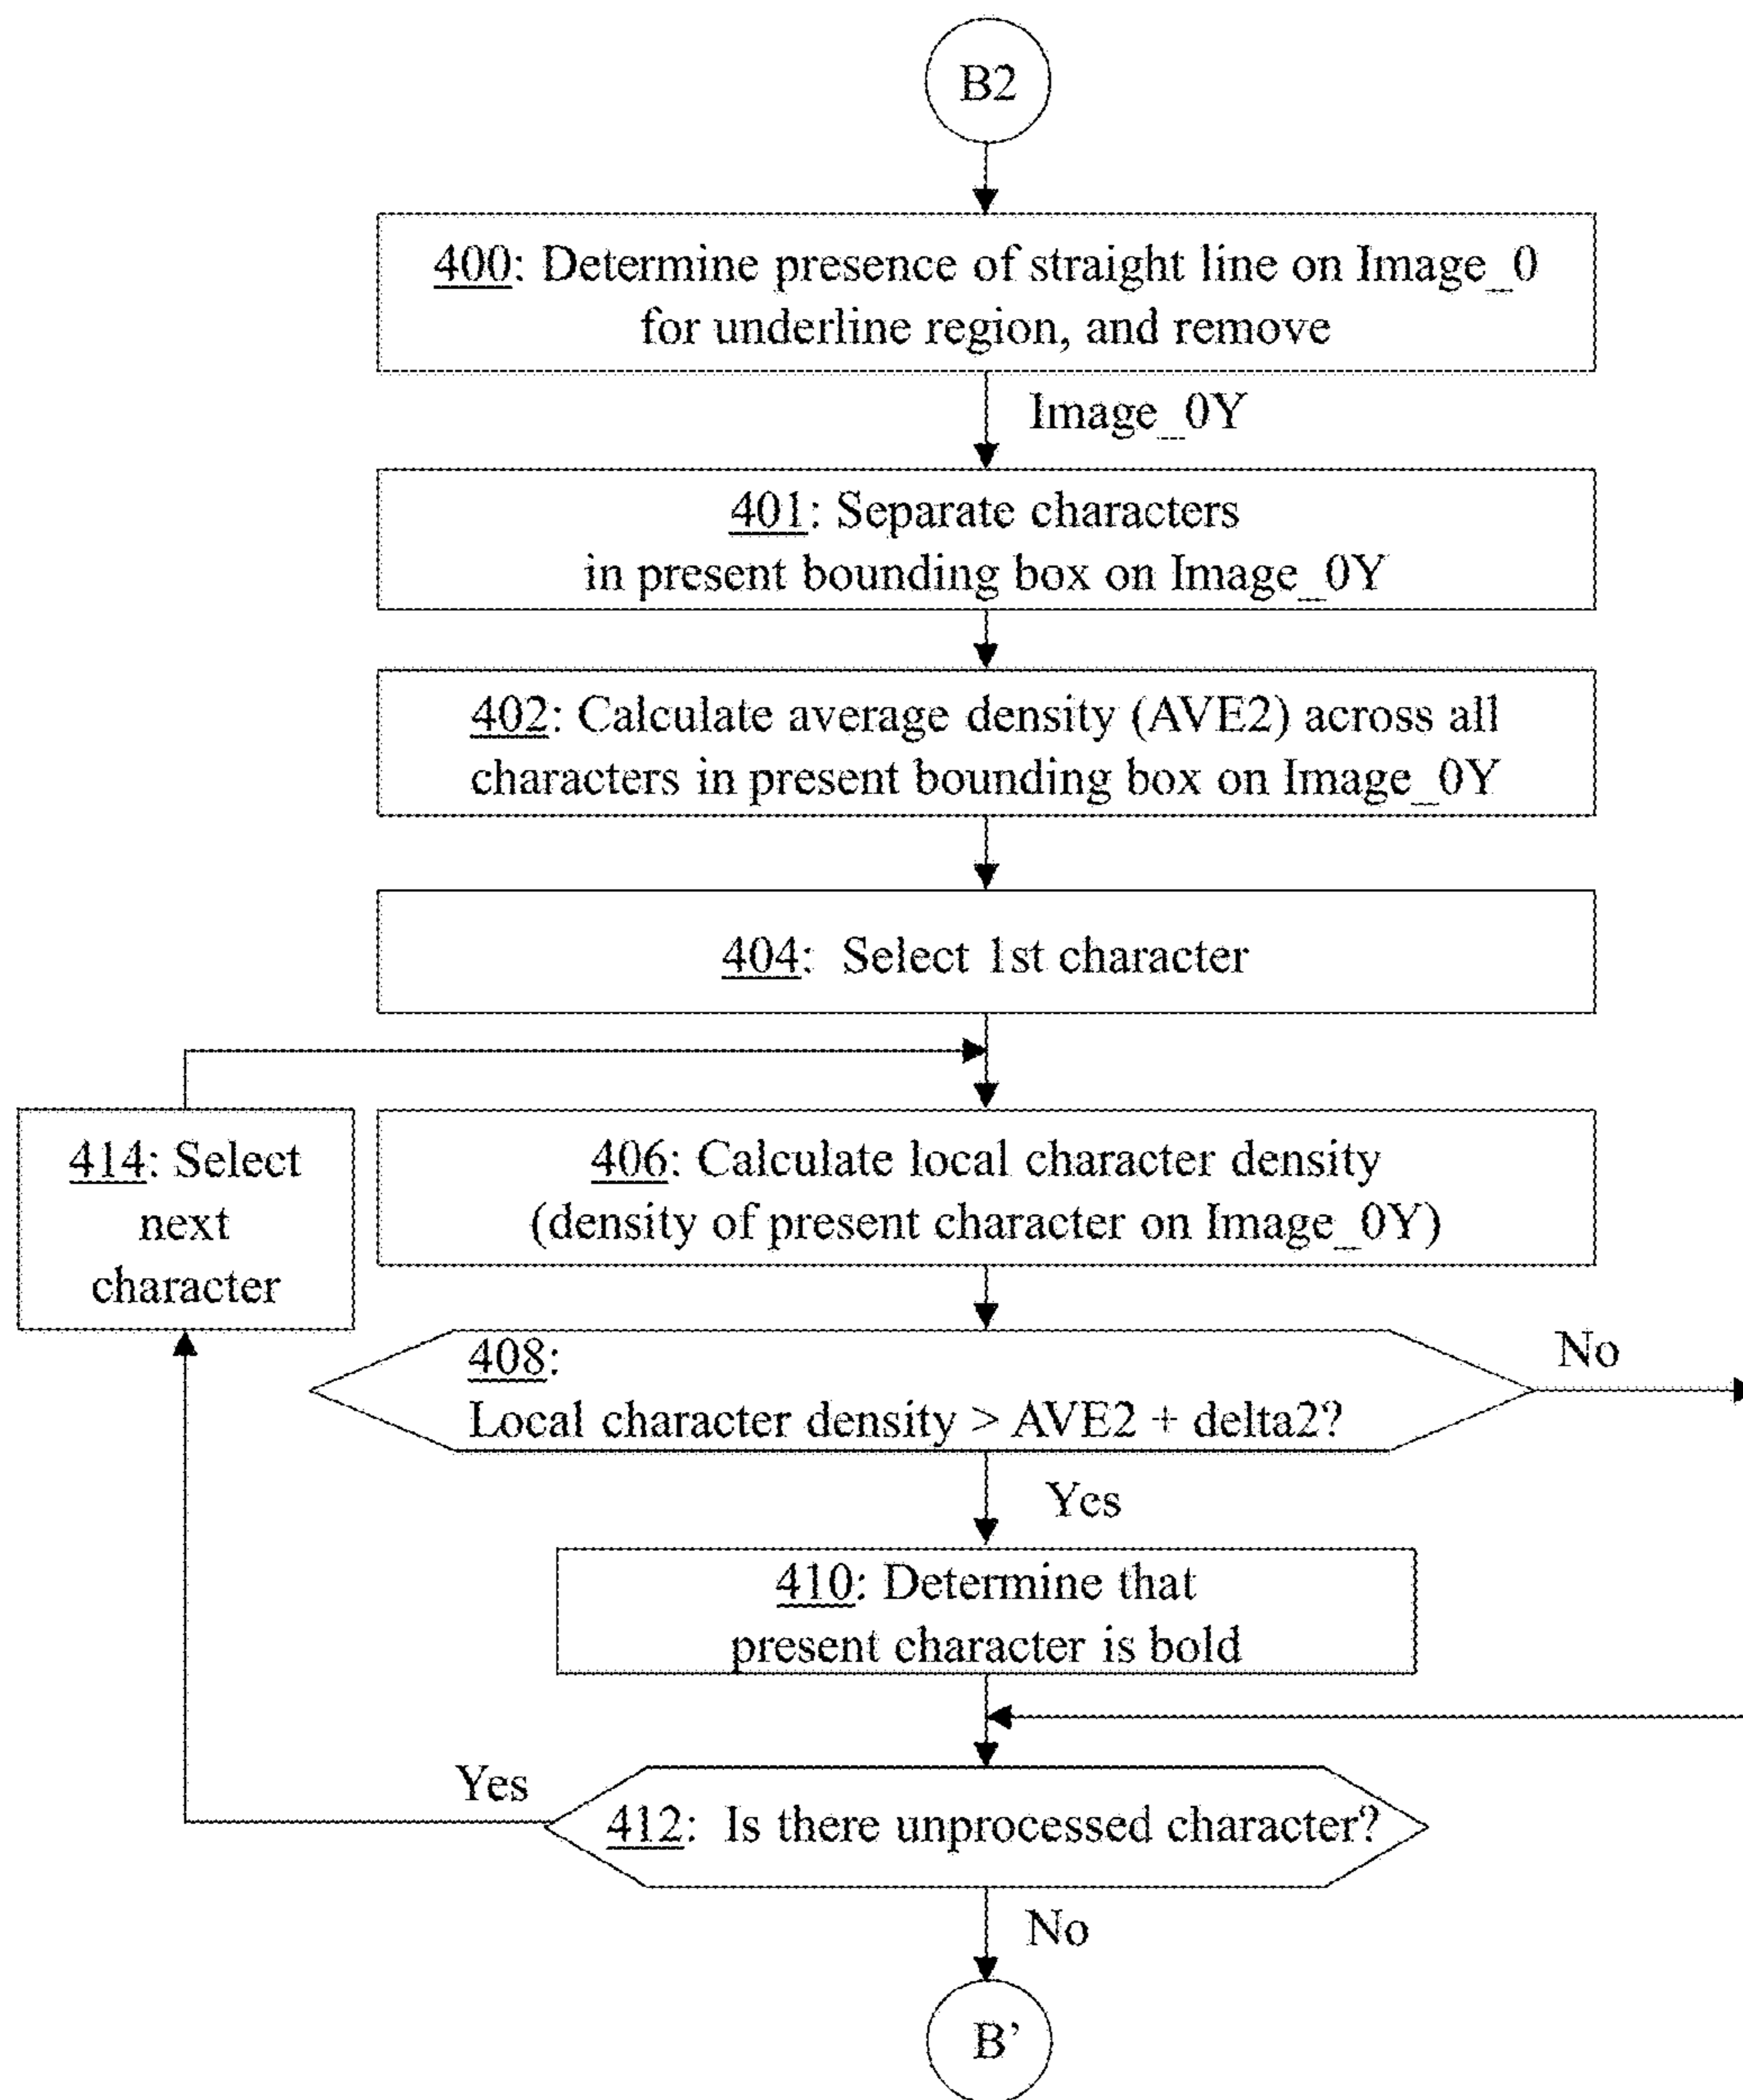 B2
400: Determine presence of straight line on Image_0
for underline region, and remove
Image_0Y
401: Separate characters
in present bounding box on Image_0Y
402: Calculate average density (AVE2) across all
characters in present bounding box on Image_0Y
404: Select 1st character
414: Select
next
character
406: Calculate local character density
(density of present character on Image_0Y)
408:
Local character density > AVE2 + delta2?
No
Yes
410: Determine that
present character is bold
Yes
412: Is there unprocessed character?
No
B’